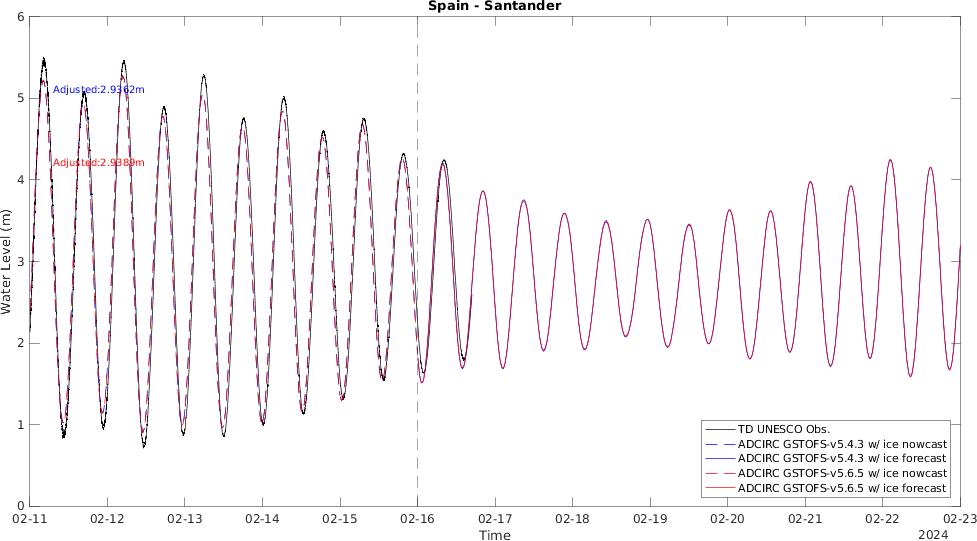 Spain - Santander
6
5
4
3
2
1
0
Water Level (m)
Adjusted:2.9362m
Adjusted:2.9389m
TD UNESCO Obs.
ADCIRC GSTOFS-v5.4.3 w/ ice nowcast
ADCIRC GSTOFS-v5.4.3 w/ ice forecast
ADCIRC GSTOFS-v5.6.5 w/ ice nowcast
ADCIRC GSTOFS-v5.6.5 w/ ice forecast
02-11 02-12 02-13 02-14 02-15 02-16 02-17 02-18 02-19 02-20 02-21 02-22 02-23
Time
2024